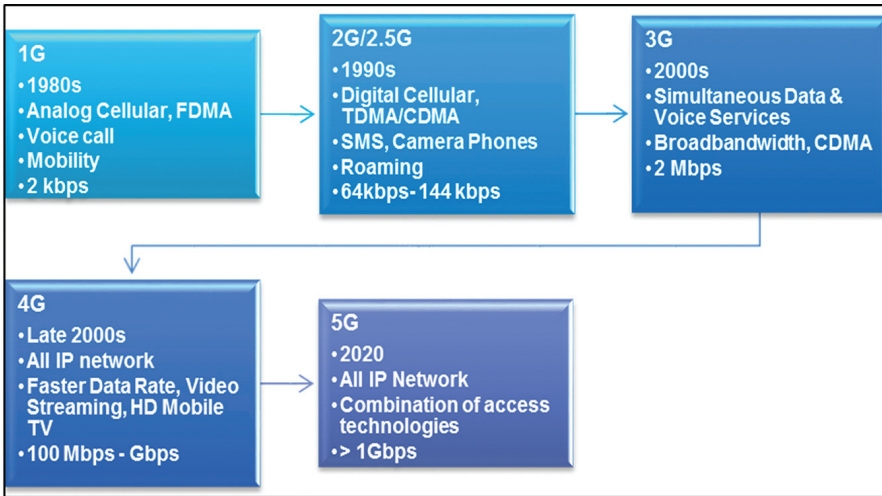 1G
•1980s
•Analog Cellular, FDMA
•Voice call
•Mobility
•2 kbps
2G/2.5G
•1990s
•Digital Cellular,
TDMA/CDMA
•SMS, Camera Phones
•Roaming
•64kbps- 144 kbps
3G
•2000s
•Simultaneous Data &
Voice Services
•Broadbandwidth, CDMA
•2 Mbps
4G
•Late 2000s
•All IP network
•Faster Data Rate, Video
Streaming, HD Mobile
TV
•100 Mbps - Gbps
5G
•2020
•All IP Network
•Combination of access
technologies
•> 1Gbps